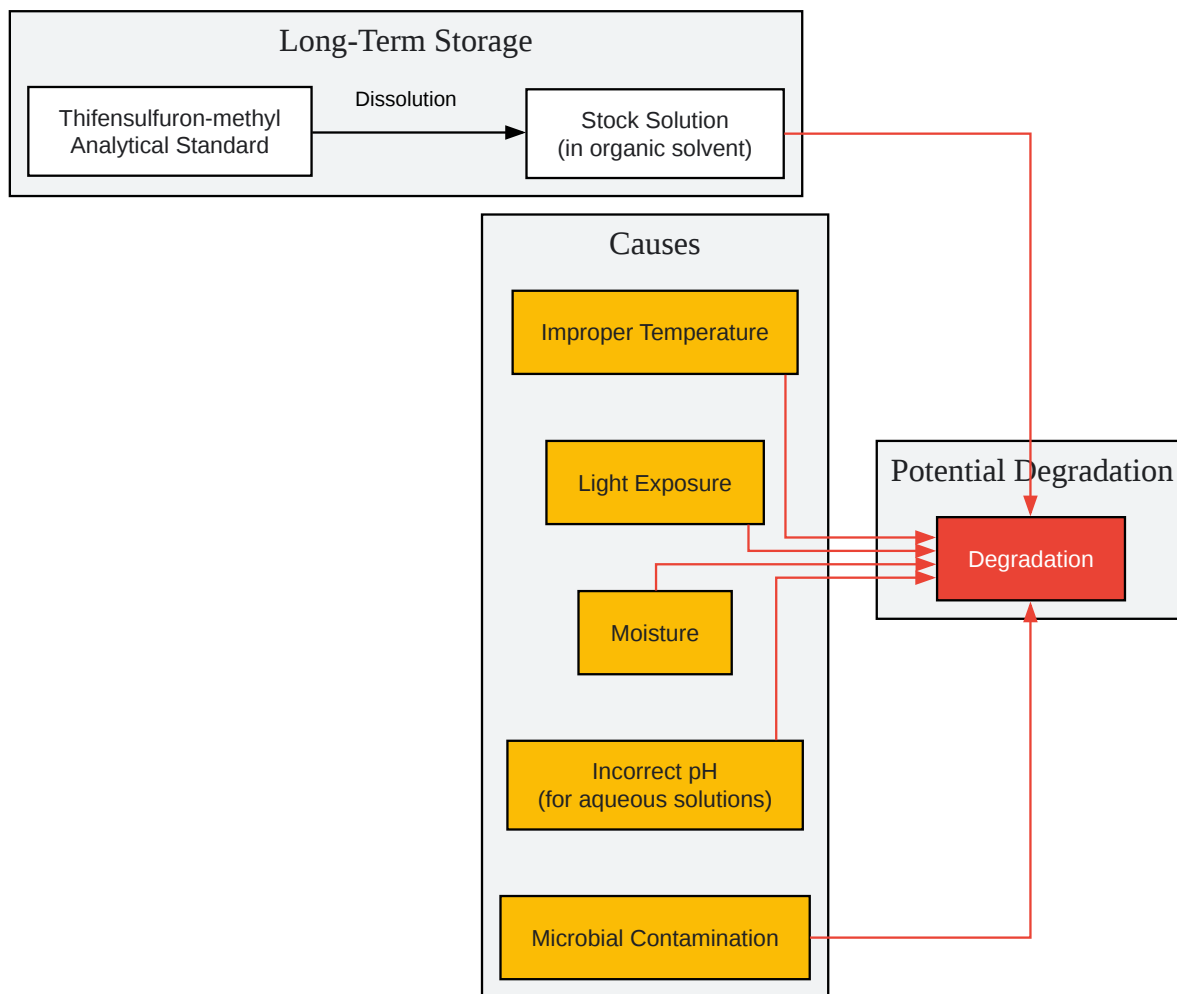 Long-Term Storage
Thifensulfuron-methyl
Analytical Standard
Dissolution
Stock Solution
(in organic solvent)
Causes
Improper Temperature
Light Exposure
Moisture
Incorrect pH
(for aqueous solutions)
Microbial Contamination
Potential Degradation
Degradation